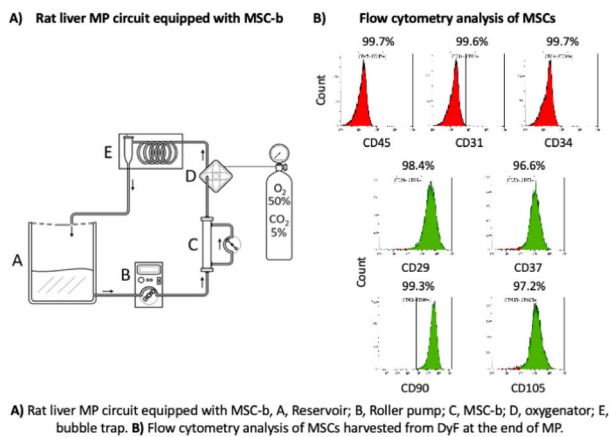 A) Rat liver MP circuit equipped with MSC-b
B) Flow cytometry analysis of MSCs
99.7%
99.6%
99.7%
Count
CD45
CD31
CD34
E
D
O2
50%
CO2
5%
C
A
B
98.4%
96.6%
Count
CD29
CD37
99.3%
97.2%
CD90
CD105
A) Rat liver MP circuit equipped with MSC-b, A, Reservoir; B, Roller pump; C, MSC-b; D, oxygenator; E,
bubble trap. B) Flow cytometry analysis of MSCs harvested from DyF at the end of MP.